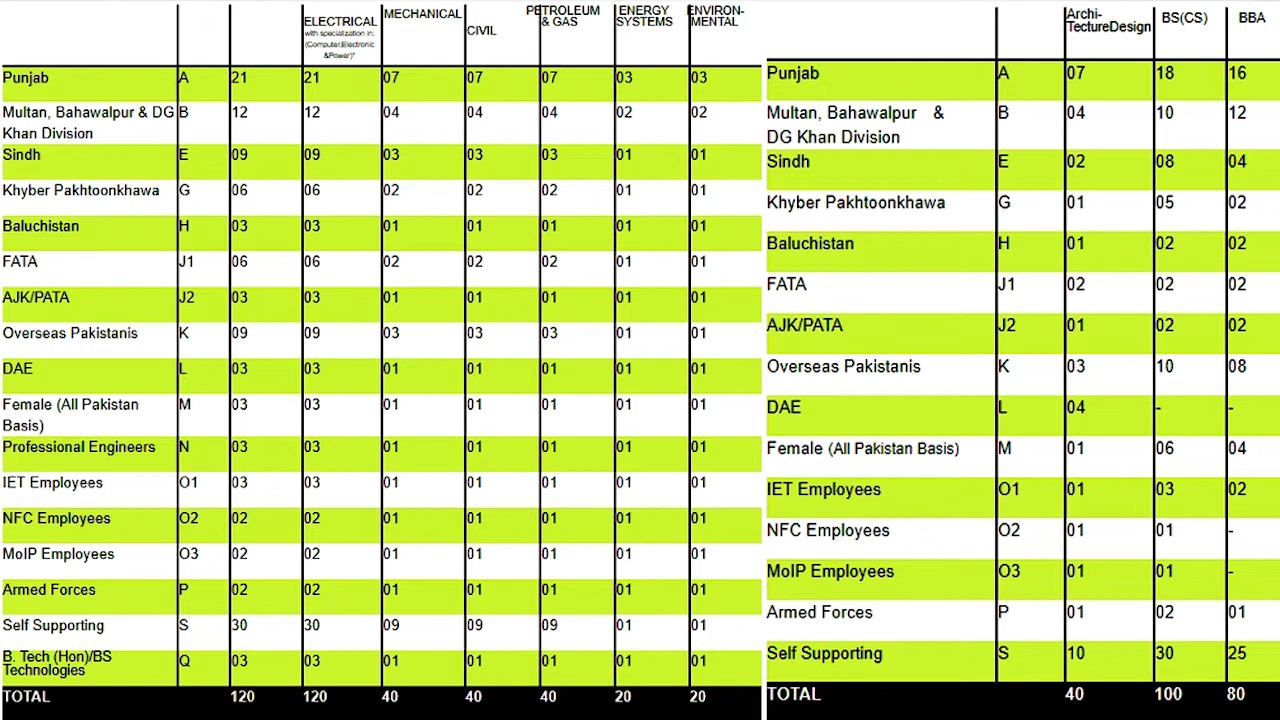 ELECTRICAL MECHANICAL CIVIL PETROLEUM ENERGY ENVIRON-
with specialization in: & GAS SYSTEMS MENTAL
(Computer,Electronic
&Power)*
Punjab A 21 21 07 07 07 03 03
Multan, Bahawalpur & DG B 12 12 04 04 04 02 02
Khan Division
Sindh E 09 09 03 03 03 01 01
Khyber Pakhtoonkhawa G 06 06 02 02 02 01 01
Baluchistan H 03 03 01 01 01 01 01
FATA J1 06 06 02 02 02 01 01
AJK/PATA J2 03 03 01 01 01 01 01
Overseas Pakistanis K 09 09 03 03 03 01 01
DAE L 03 03 01 01 01 01 01
Female (All Pakistan M 03 03 01 01 01 01 01
Basis)
Professional Engineers N 03 03 01 01 01 01 01
IET Employees O1 03 03 01 01 01 01 01
NFC Employees O2 02 02 01 01 01 01 01
MoIP Employees O3 02 02 01 01 01 01 01
Armed Forces P 02 02 01 01 01 01 01
Self Supporting S 30 30 09 09 09 01 01
B. Tech (Hon)/BS Q 03 03 01 01 01 01 01
Technologies
TOTAL 120 120 40 40 40 20 20
Archi- BS(CS) BBA
TectureDesign
Punjab A 07 18 16
Multan, Bahawalpur & B 04 10 12
DG Khan Division
Sindh E 02 08 04
Khyber Pakhtoonkhawa G 01 05 02
Baluchistan H 01 02 02
FATA J1 02 02 02
AJK/PATA J2 01 02 02
Overseas Pakistanis K 03 10 08
DAE L 04 - -
Female (All Pakistan Basis) M 01 06 04
IET Employees O1 01 03 02
NFC Employees O2 01 01 -
MoIP Employees O3 01 01 -
Armed Forces P 01 02 01
Self Supporting S 10 30 25
TOTAL 40 100 80